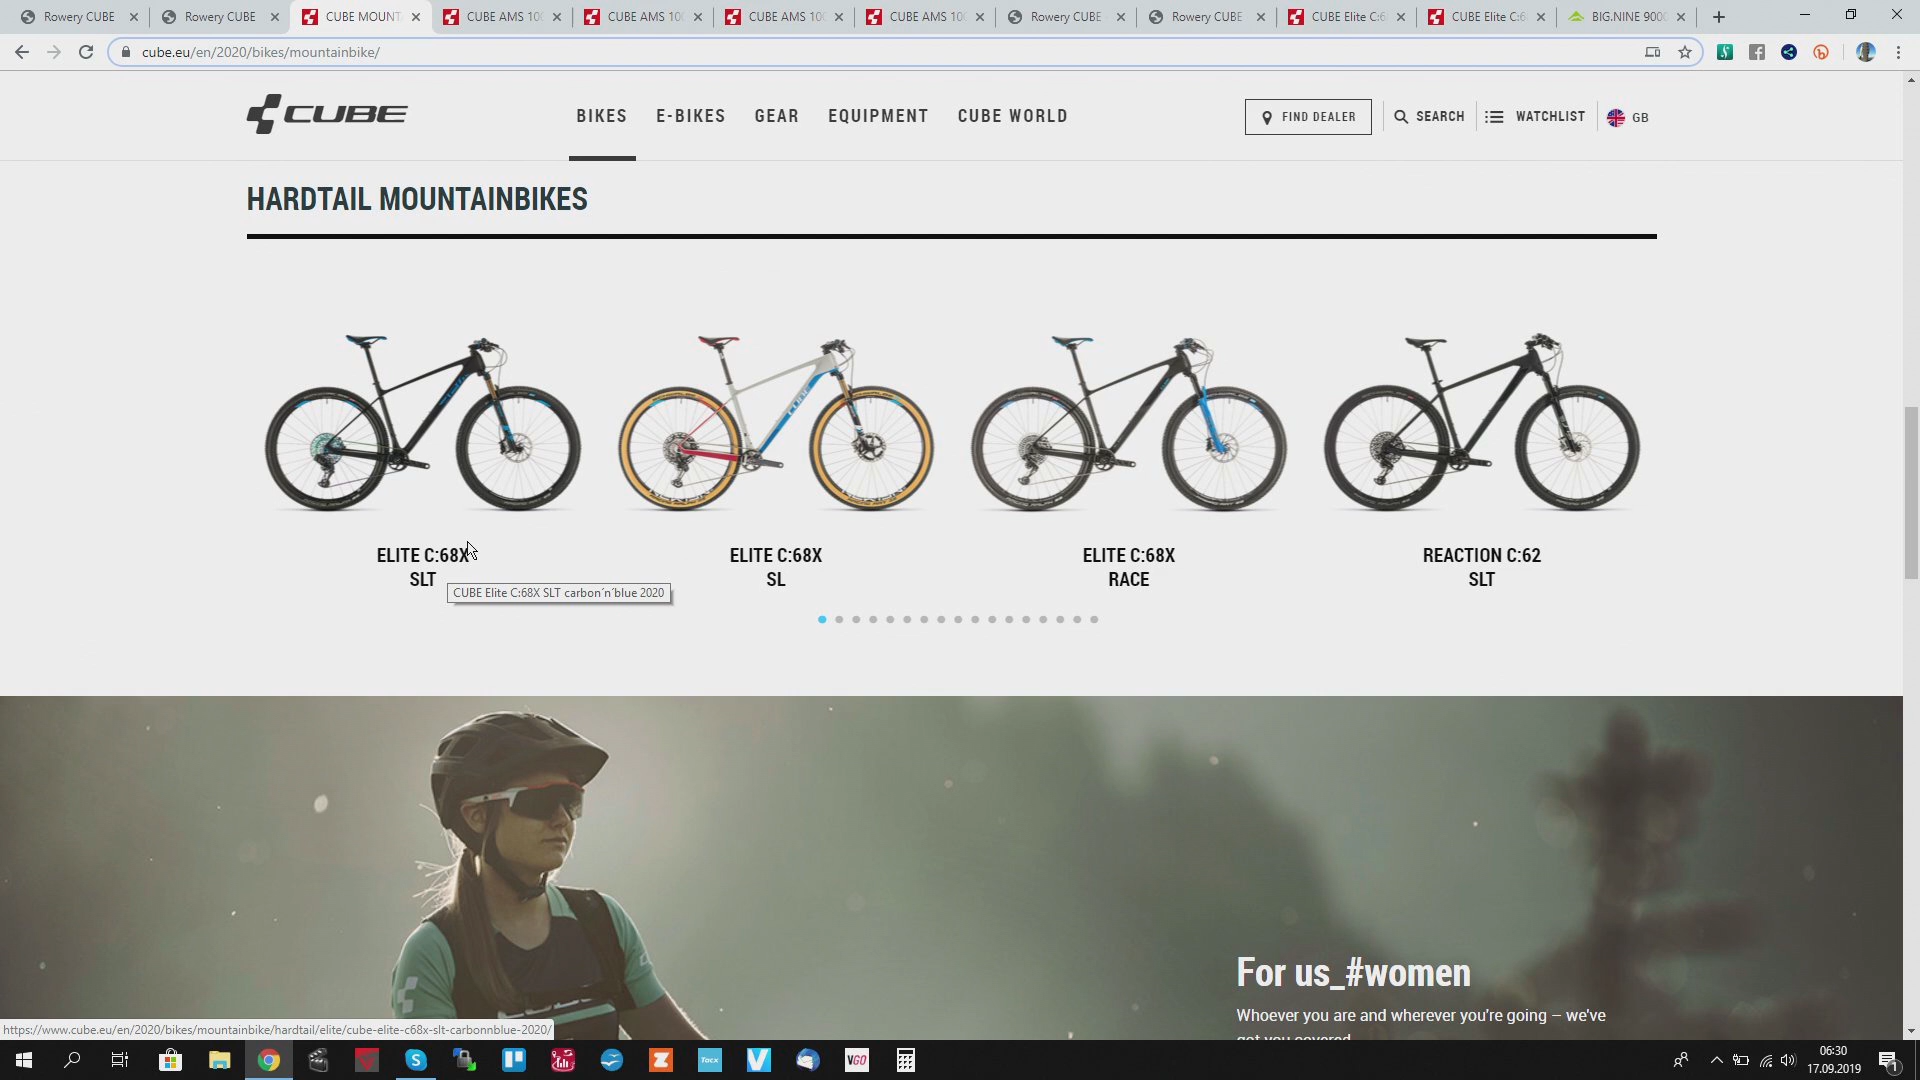 Rowery CUBE
Rowery CUBE
CUBE MOUNT
CUBE AMS 100
CUBE AMS 100
CUBE AMS 100
CUBE AMS 100
Rowery CUBE
Rowery CUBE
CUBE Elite C:6
CUBE Elite C:6
BIG.NINE 9000
cube.eu/en/2020/bikes/mountainbike/
CUBE
BIKES
E-BIKES
GEAR
EQUIPMENT
CUBE WORLD
FIND DEALER
SEARCH
WATCHLIST
GB
HARDTAIL MOUNTAINBIKES
ELITE C:68X
SLT
ELITE C:68X
SL
ELITE C:68X
RACE
REACTION C:62
SLT
CUBE Elite C:68X SLT carbon´n´blue 2020
For us_#women
Whoever you are and wherever you're going – we've
got you covered
https://www.cube.eu/en/2020/bikes/mountainbike/hardtail/elite/cube-elite-c68x-slt-carbonnblue-2020/
Tacx
VGO
06:30
17.09.2019
1